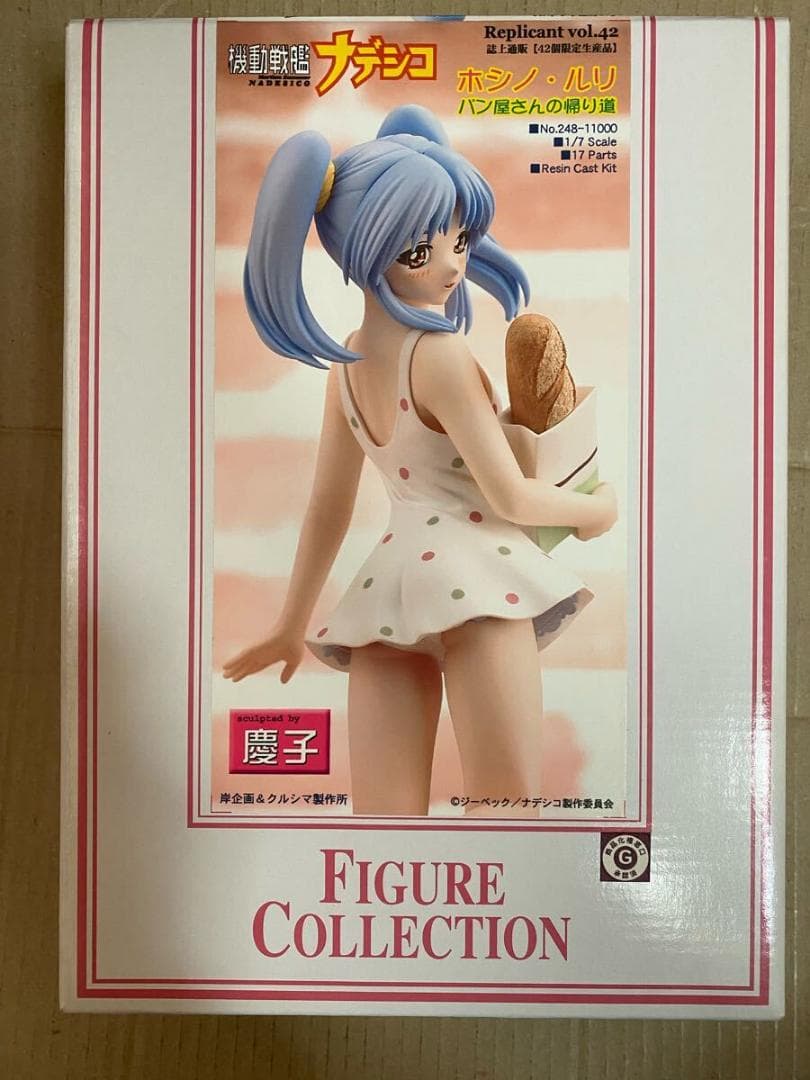 Replicant vol.42
誌上通販【42個限定生産品】
機動戦艦
ナデシコ
NADESICO
ホシノ・ルリ
パン屋さんの帰り道
■No.248-11000
■1/7 Scale
■17 Parts
■Resin Cast Kit
sculpted by
慶子
岸企画&クルシマ製作所
©ジーベック/ナデシコ製作委員会
G
FIGURE
COLLECTION